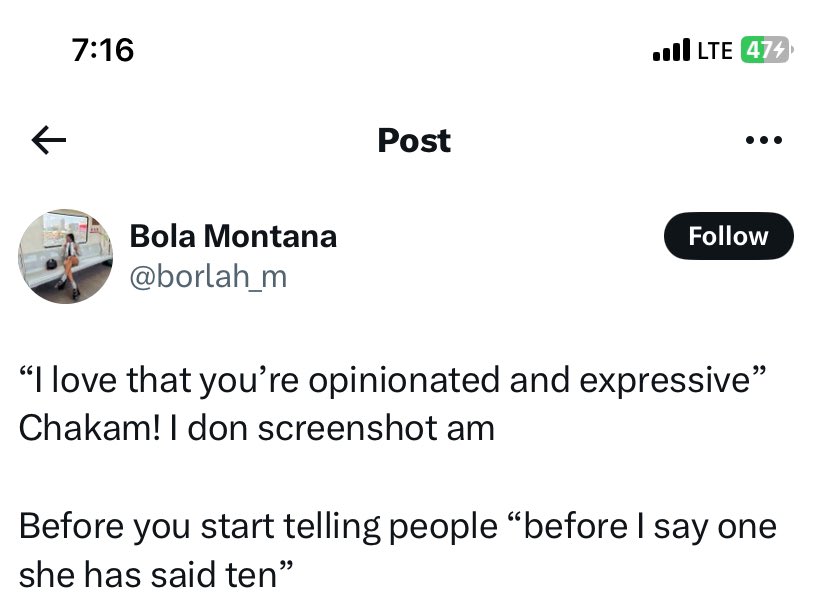 7:16
LTE 47
Post
Bola Montana
Follow
@borlah_m
“I love that you’re opinionated and expressive”
Chakam! I don screenshot am
Before you start telling people “before I say one
she has said ten”